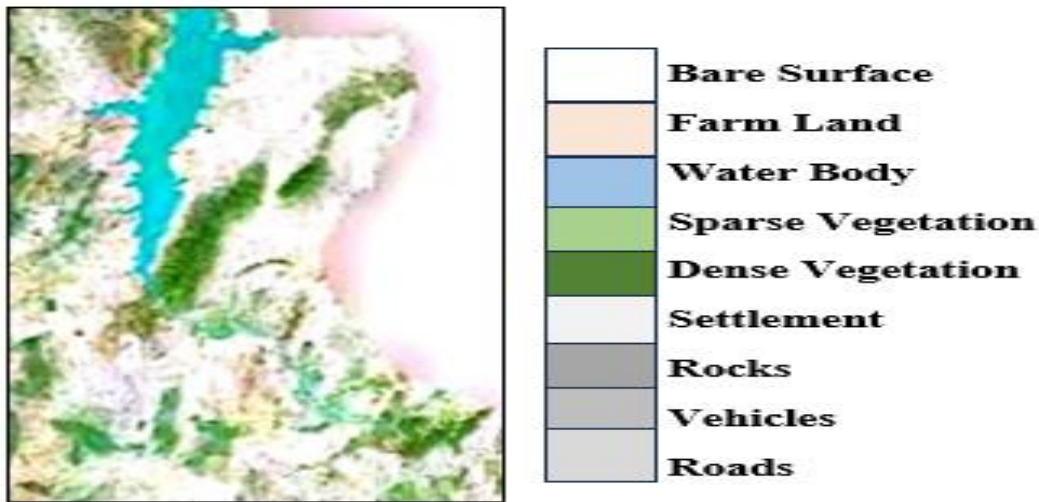 Bare Surface
Farm Land
Water Body
Sparse Vegetation
Dense Vegetation
Settlement
Rocks
Vehicles
Roads